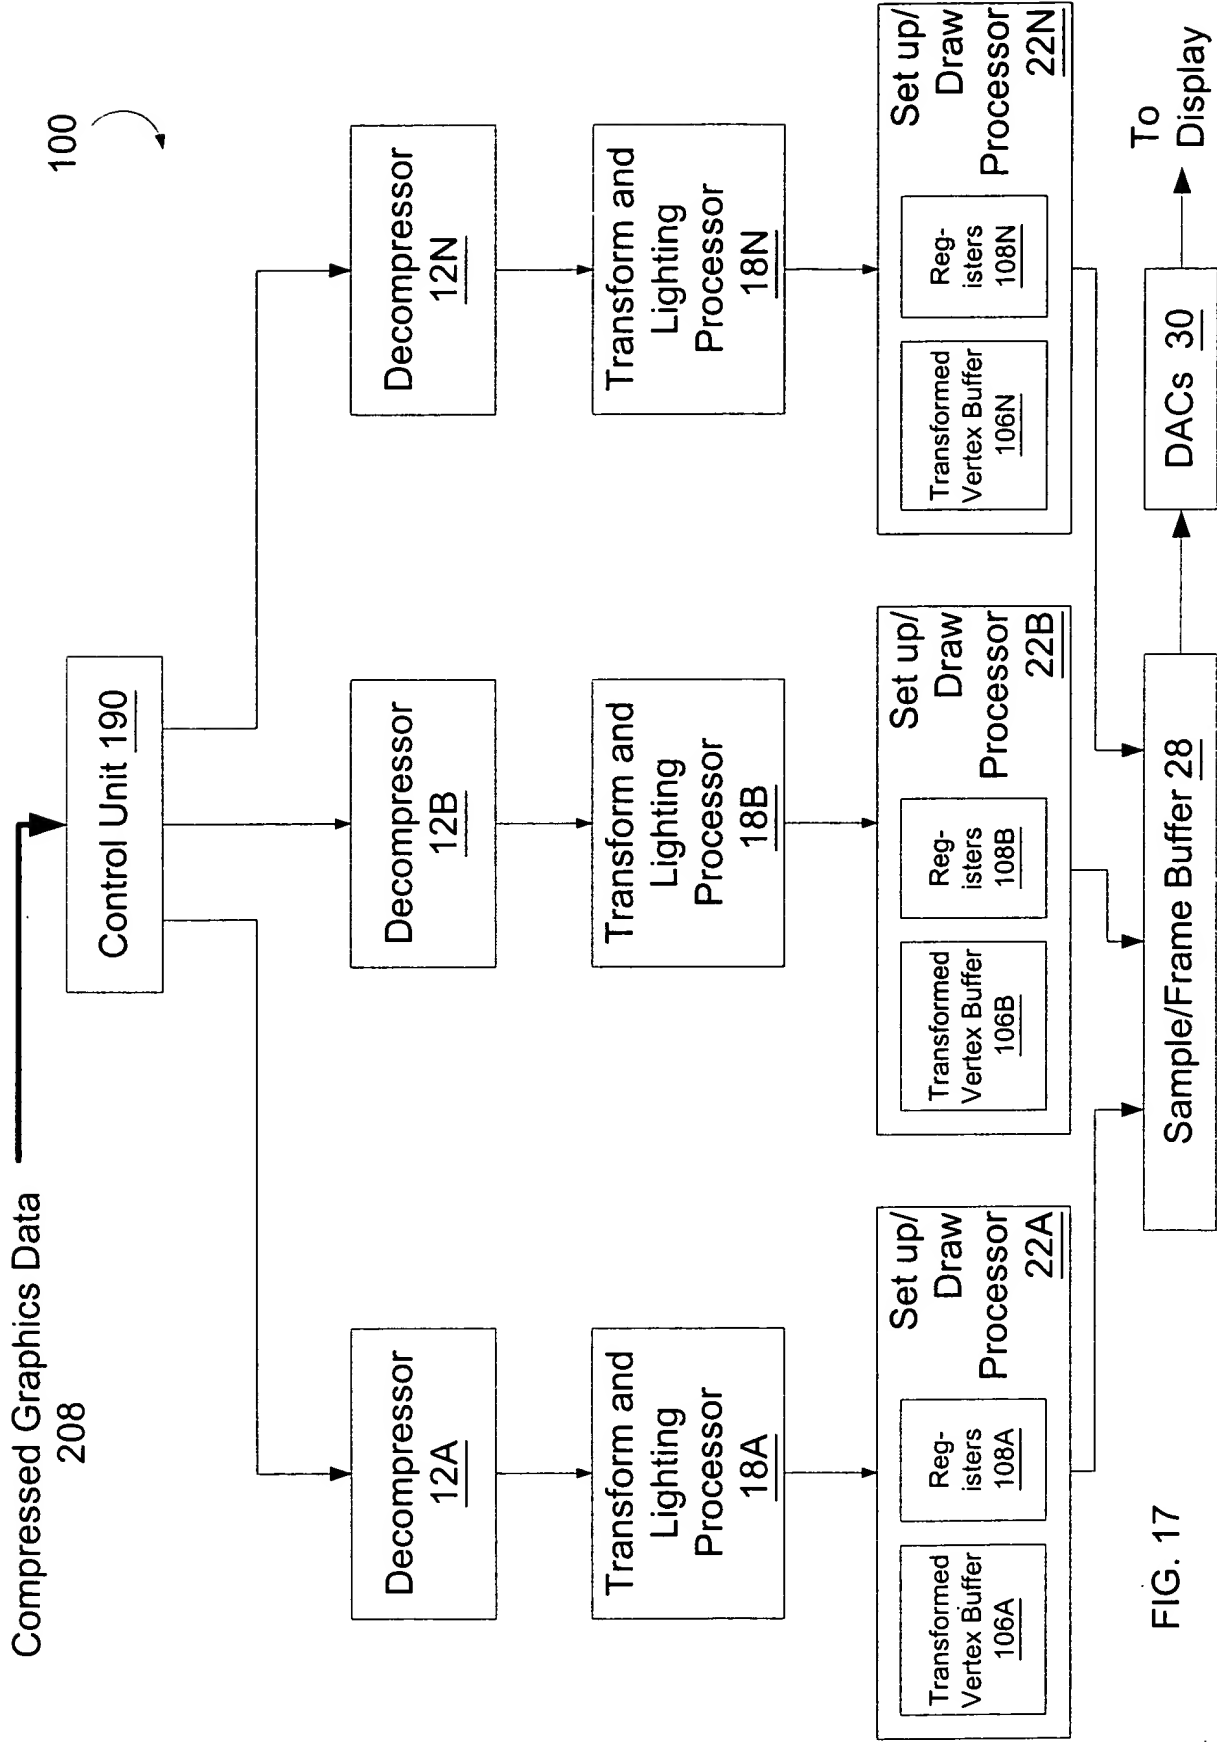 Compressed Graphics Data
208
100
Control Unit 190
Decompressor
12A
Decompressor
12B
Decompressor
12N
Transform and
Lighting
Processor
18A
Transform and
Lighting
Processor
18B
Transform and
Lighting
Processor
18N
Set up/
Draw
Processor
22A
Transformed
Vertex Buffer
106A
Reg-
isters
108A
Set up/
Draw
Processor
22B
Transformed
Vertex Buffer
106B
Reg-
isters
108B
Set up/
Draw
Processor
22N
Transformed
Vertex Buffer
106N
Reg-
isters
108N
Sample/Frame Buffer 28
DACs 30
To
Display
FIG. 17